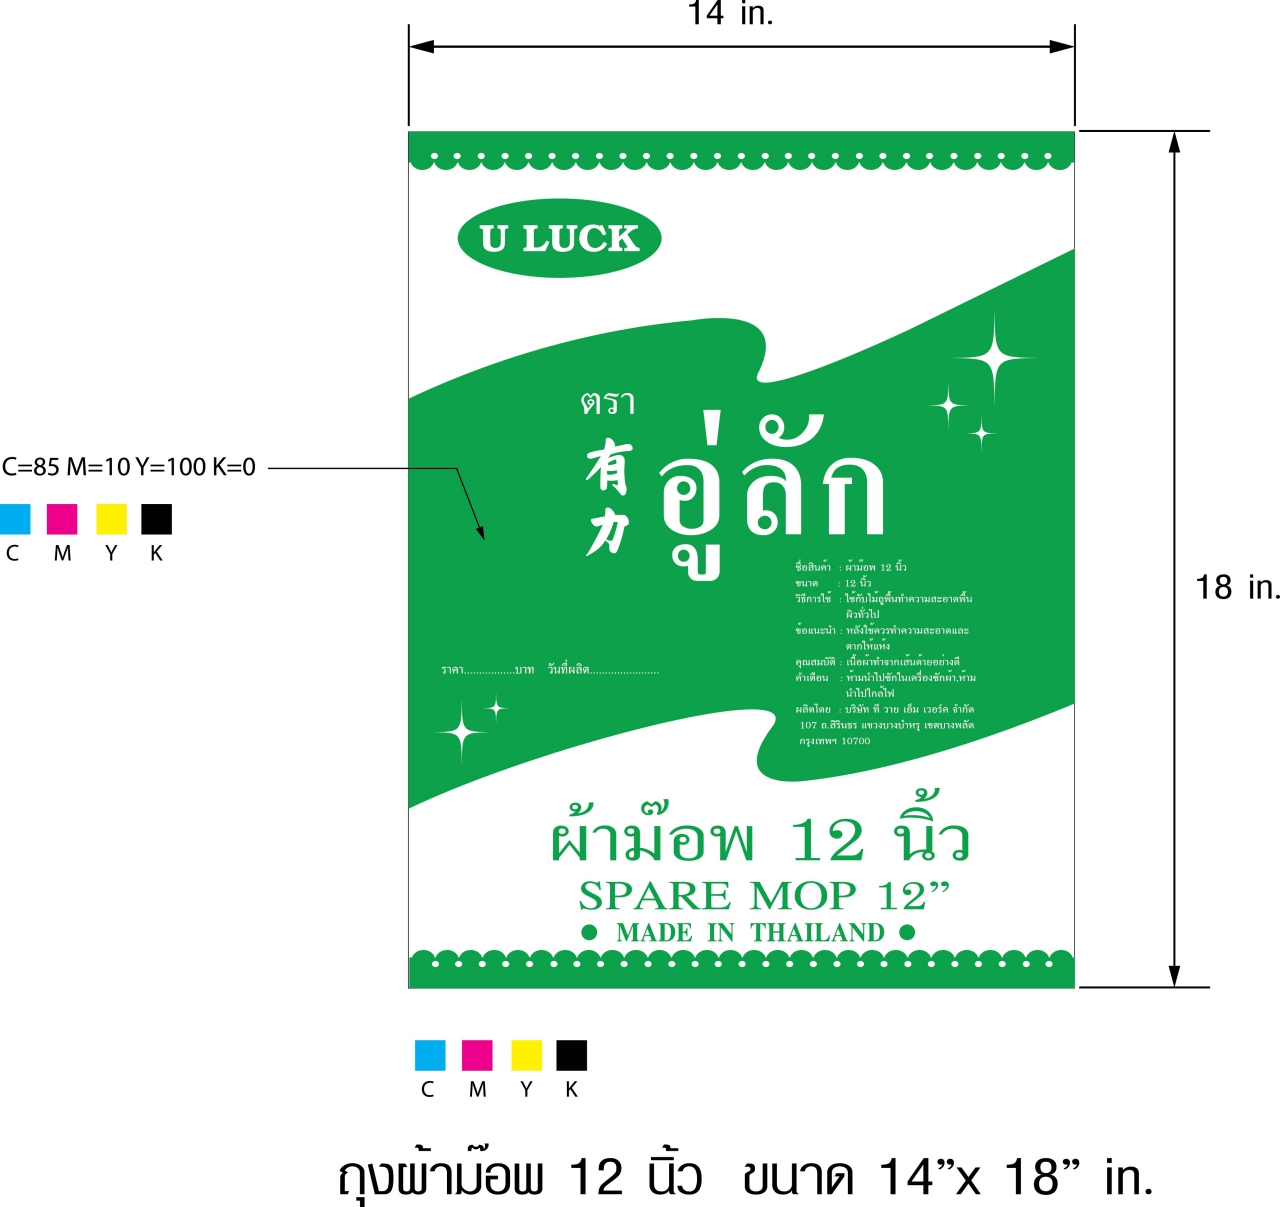 14 in.
U LUCK
ตรา
有力
อู่ลัก
C=85 M=10 Y=100 K=0
C M Y K
18 in.
ชื่อสินค้า : ผ้าม๊อพ 12 นิ้ว
ขนาด : 12 นิ้ว
วิธีการใช้ : ใช้กับไม้ถูพื้นทำความสะอาดพื้น
ผิวทั่วไป
ข้อแนะนำ : หลังใช้ควรทำความสะอาดและ
ตากให้แห้ง
คุณสมบัติ : เนื้อผ้าทำจากเส้นด้ายอย่างดี
คำเตือน : ห้ามนำไปซักในเครื่องซักผ้า,ห้าม
นำไปใกล้ไฟ
ผลิตโดย : บริษัท ที วาย เอ็ม เวอร์ค จำกัด
107 ถ.สิรินธร แขวงบางบำหรุ เขตบางพลัด
กรุงเทพฯ 10700
ราคา.................บาท วันที่ผลิต.......................
ผ้าม๊อพ 12 นิ้ว
SPARE MOP 12”
● MADE IN THAILAND ●
C M Y K
ถุงผ้าม๊อพ 12 นิ้ว ขนาด 14”x 18” in.